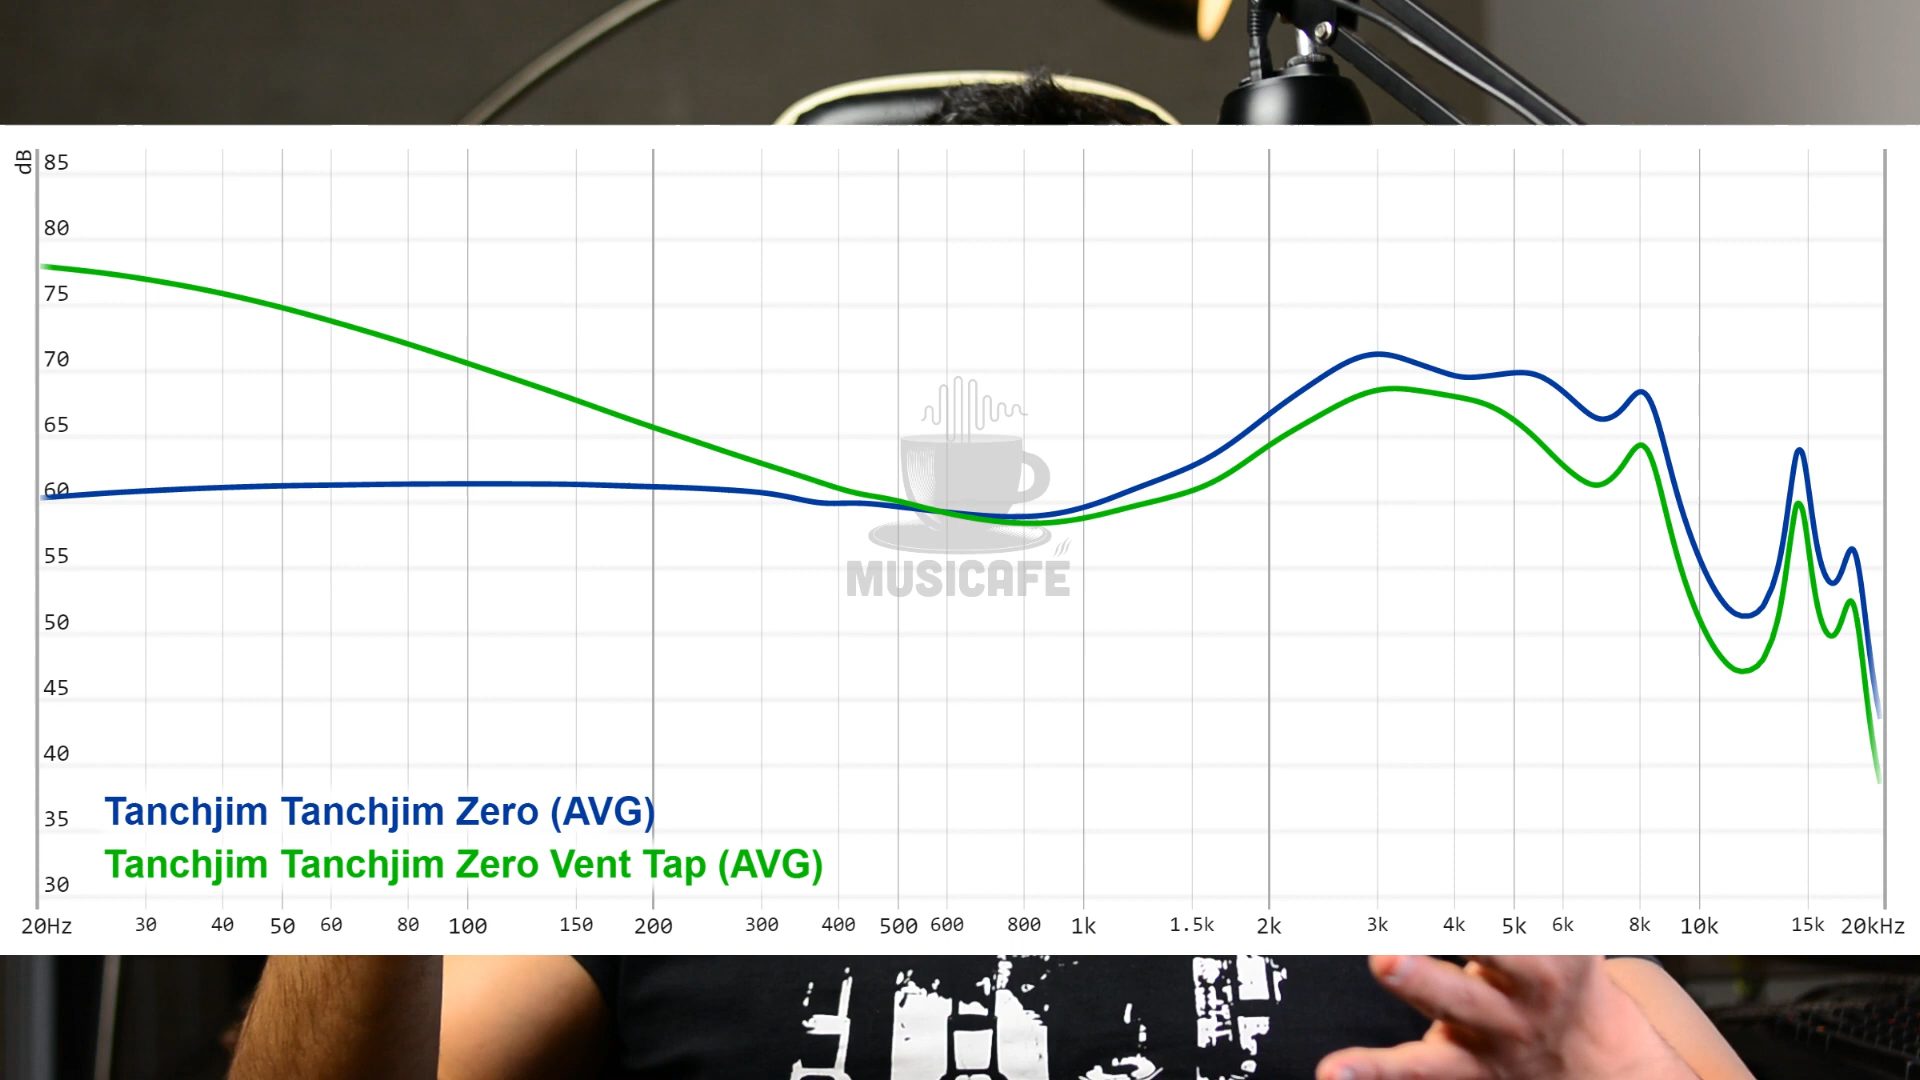 dB
85
80
75
70
65
60
55
50
45
40
35
30
MUSICAFÉ
Tanchjim Tanchjim Zero (AVG)
Tanchjim Tanchjim Zero Vent Tap (AVG)
20Hz 30 40 50 60 80 100 150 200 300 400 500 600 800 1k 1.5k 2k 3k 4k 5k 6k 8k 10k 15k 20kHz